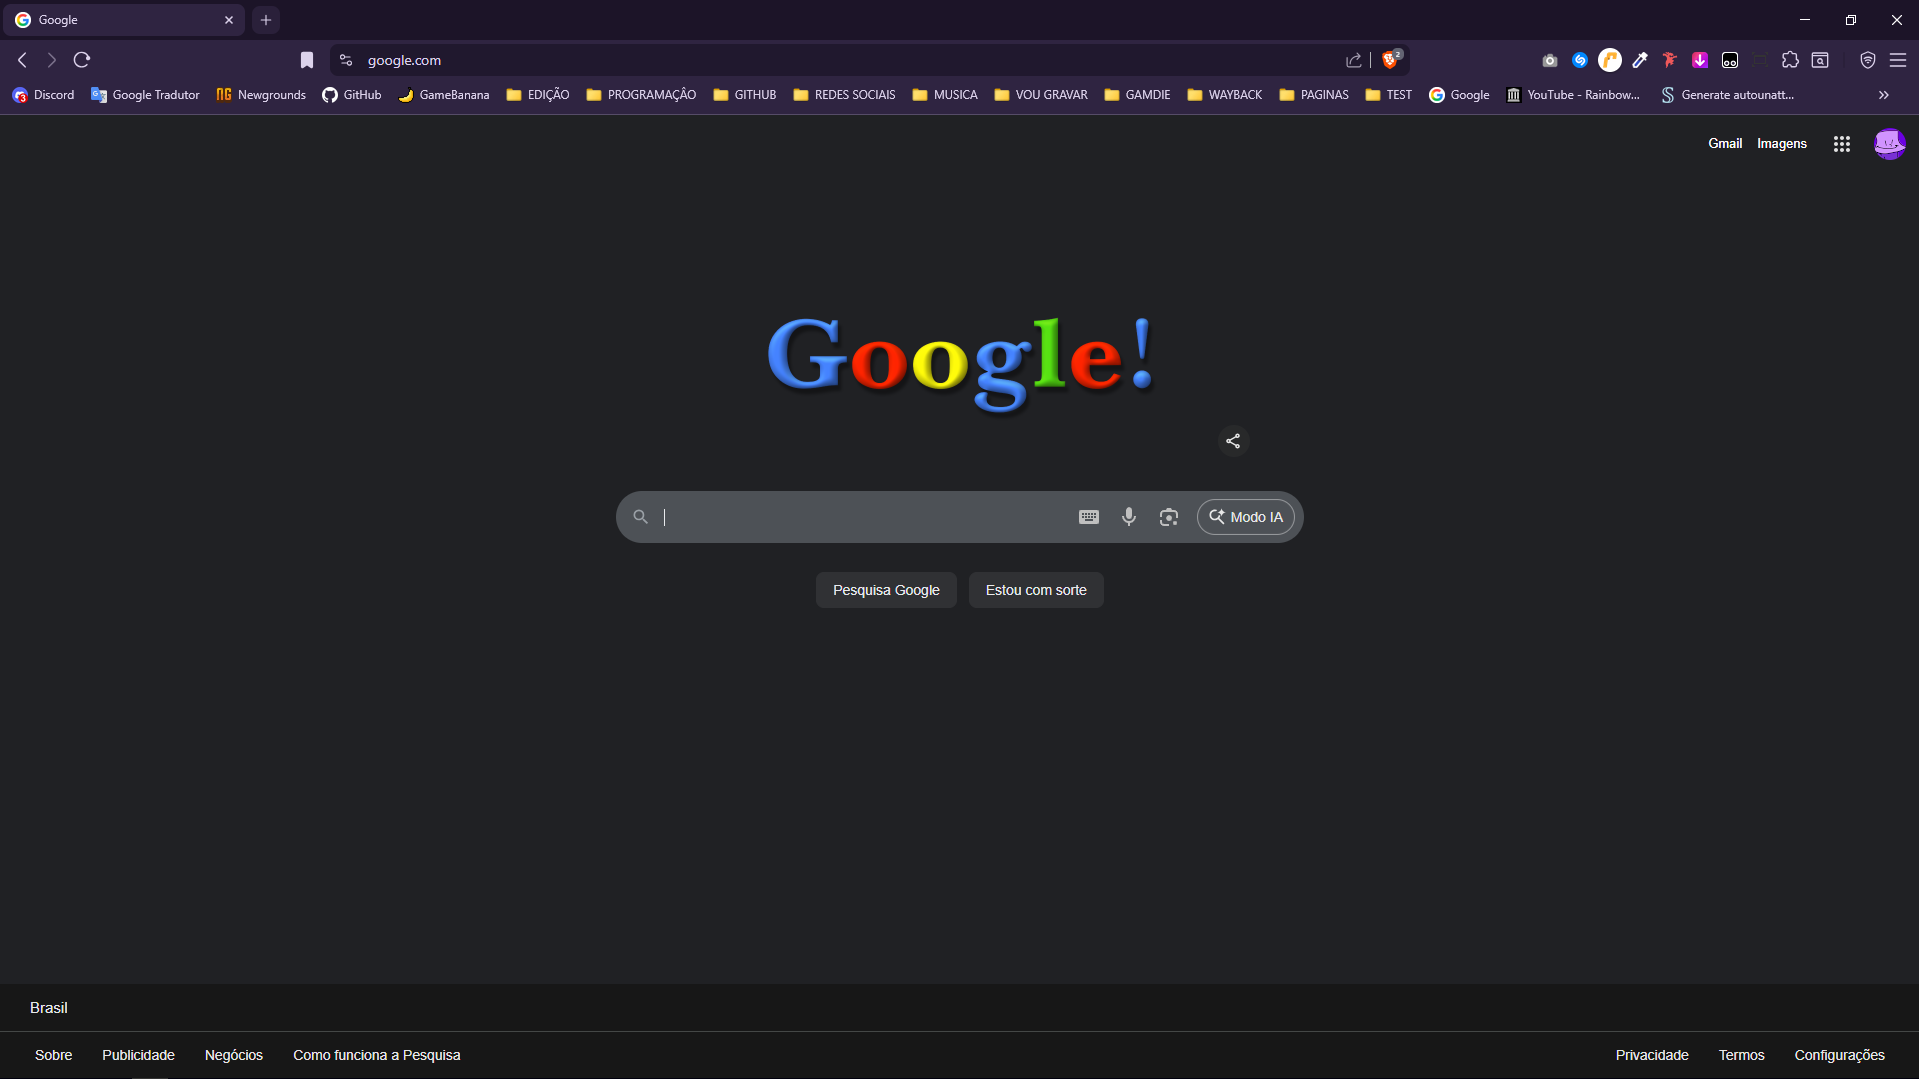 Google
google.com
2
Discord Google Tradutor Newgrounds GitHub GameBanana EDIÇÃO PROGRAMAÇÂO GITHUB REDES SOCIAIS MUSICA VOU GRAVAR GAMDIE WAYBACK PAGINAS TEST Google YouTube - Rainbow... Generate autounatt...
Gmail Imagens
Google!
Modo IA
Pesquisa Google Estou com sorte
Brasil
Sobre Publicidade Negócios Como funciona a Pesquisa Privacidade Termos Configurações